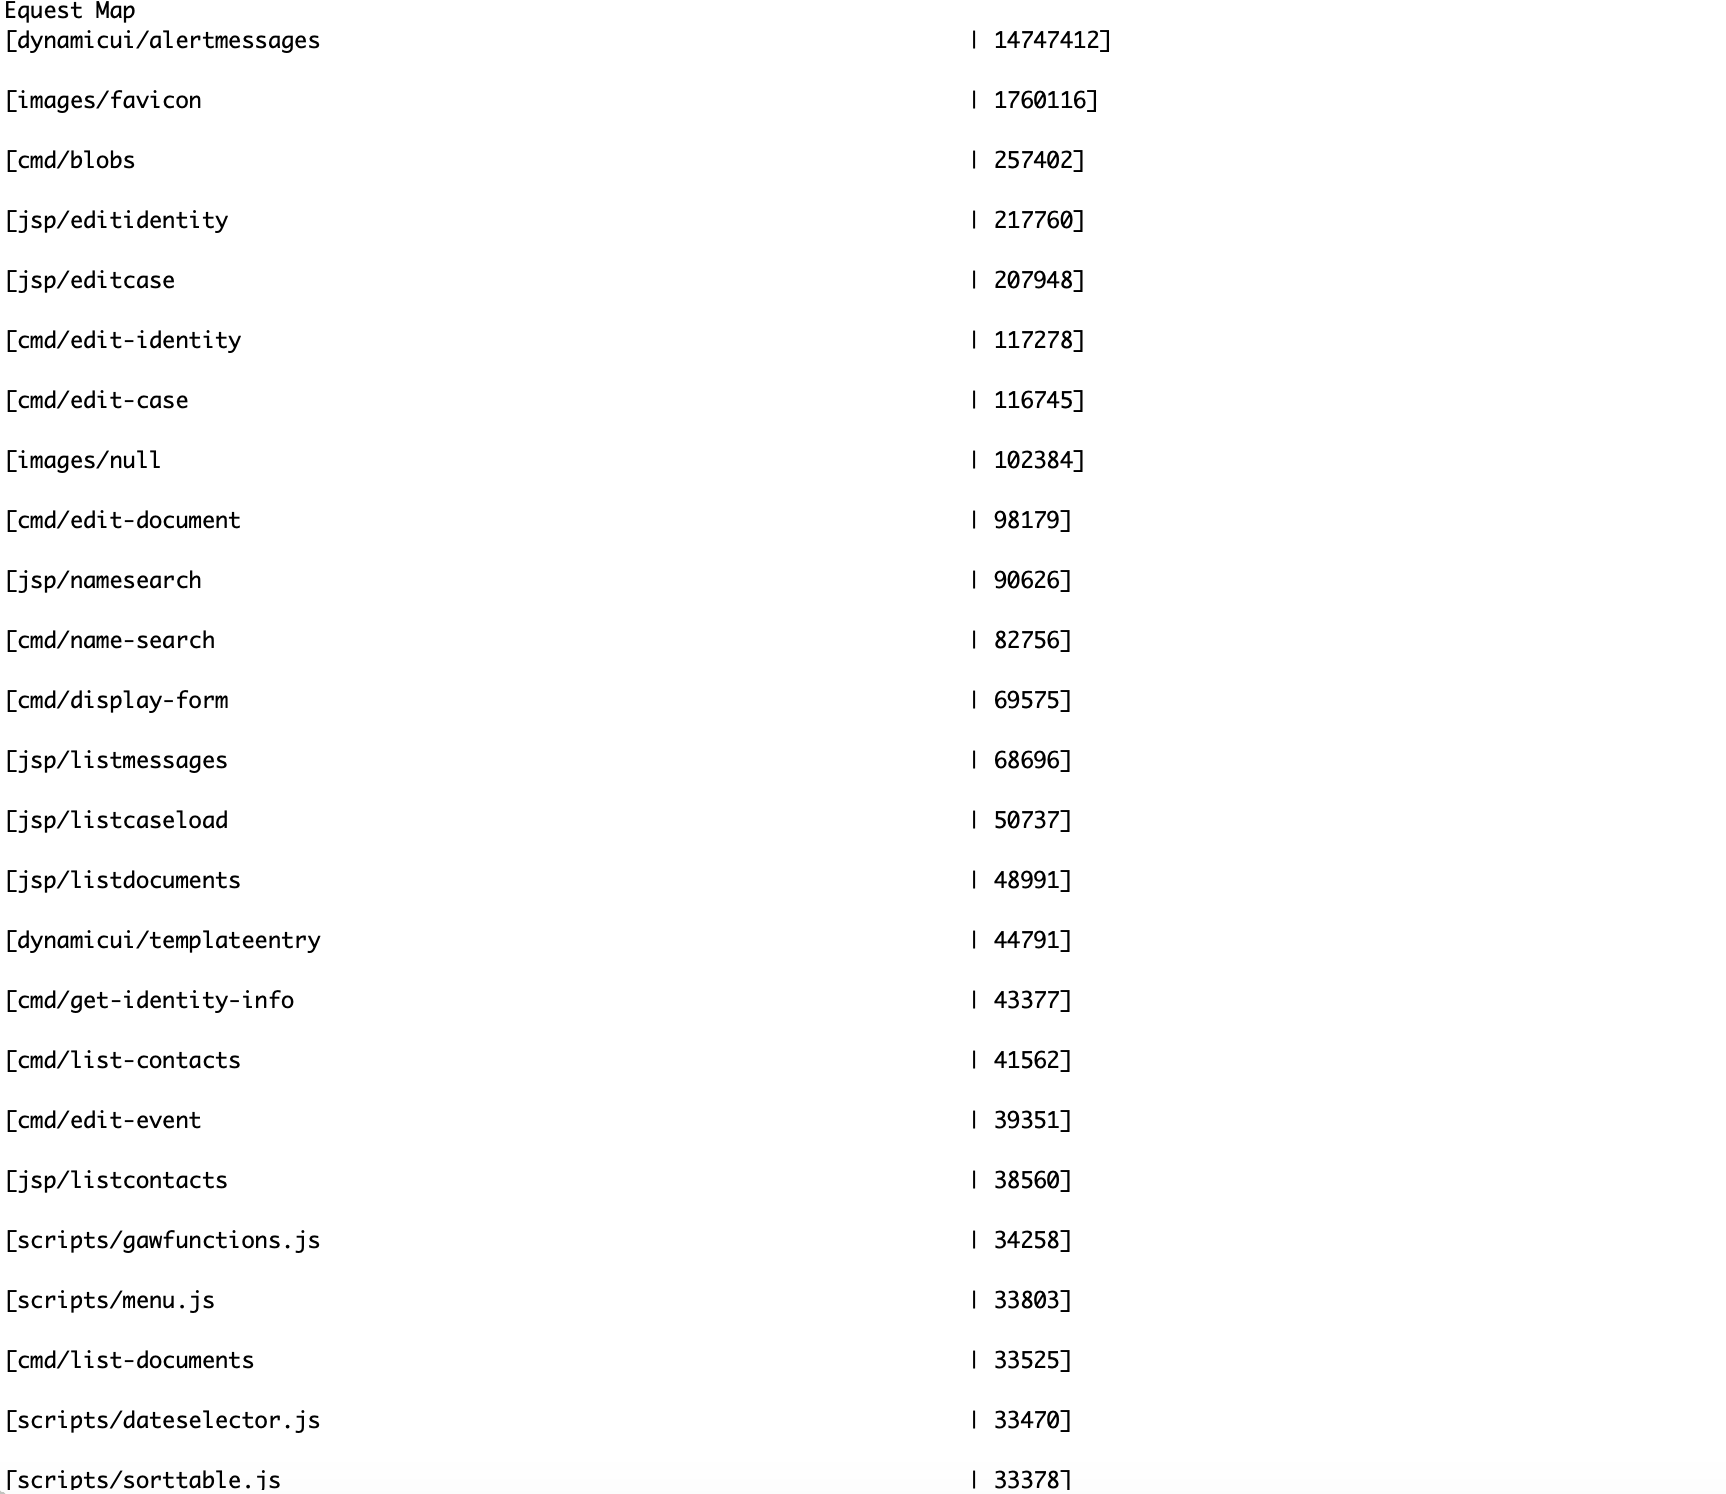 Equest Map
[dynamicui/alertmessages | 14747412]
[images/favicon | 1760116]
[cmd/blobs | 257402]
[jsp/editidentity | 217760]
[jsp/editcase | 207948]
[cmd/edit-identity | 117278]
[cmd/edit-case | 116745]
[images/null | 102384]
[cmd/edit-document | 98179]
[jsp/namesearch | 90626]
[cmd/name-search | 82756]
[cmd/display-form | 69575]
[jsp/listmessages | 68696]
[jsp/listcaseload | 50737]
[jsp/listdocuments | 48991]
[dynamicui/templateentry | 44791]
[cmd/get-identity-info | 43377]
[cmd/list-contacts | 41562]
[cmd/edit-event | 39351]
[jsp/listcontacts | 38560]
[scripts/gawfunctions.js | 34258]
[scripts/menu.js | 33803]
[cmd/list-documents | 33525]
[scripts/dateselector.js | 33470]
[scripts/sorttable.js | 33378]